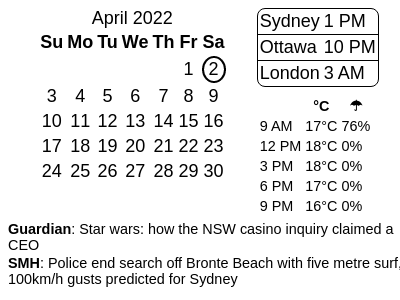 April 2022
Su Mo Tu We Th Fr Sa
1 2
3 4 5 6 7 8 9
10 11 12 13 14 15 16
17 18 19 20 21 22 23
24 25 26 27 28 29 30
Sydney 1 PM
Ottawa 10 PM
London 3 AM
°C ☂
9 AM 17°C 76%
12 PM 18°C 0%
3 PM 18°C 0%
6 PM 17°C 0%
9 PM 16°C 0%
Guardian: Star wars: how the NSW casino inquiry claimed a
CEO
SMH: Police end search off Bronte Beach with five metre surf,
100km/h gusts predicted for Sydney